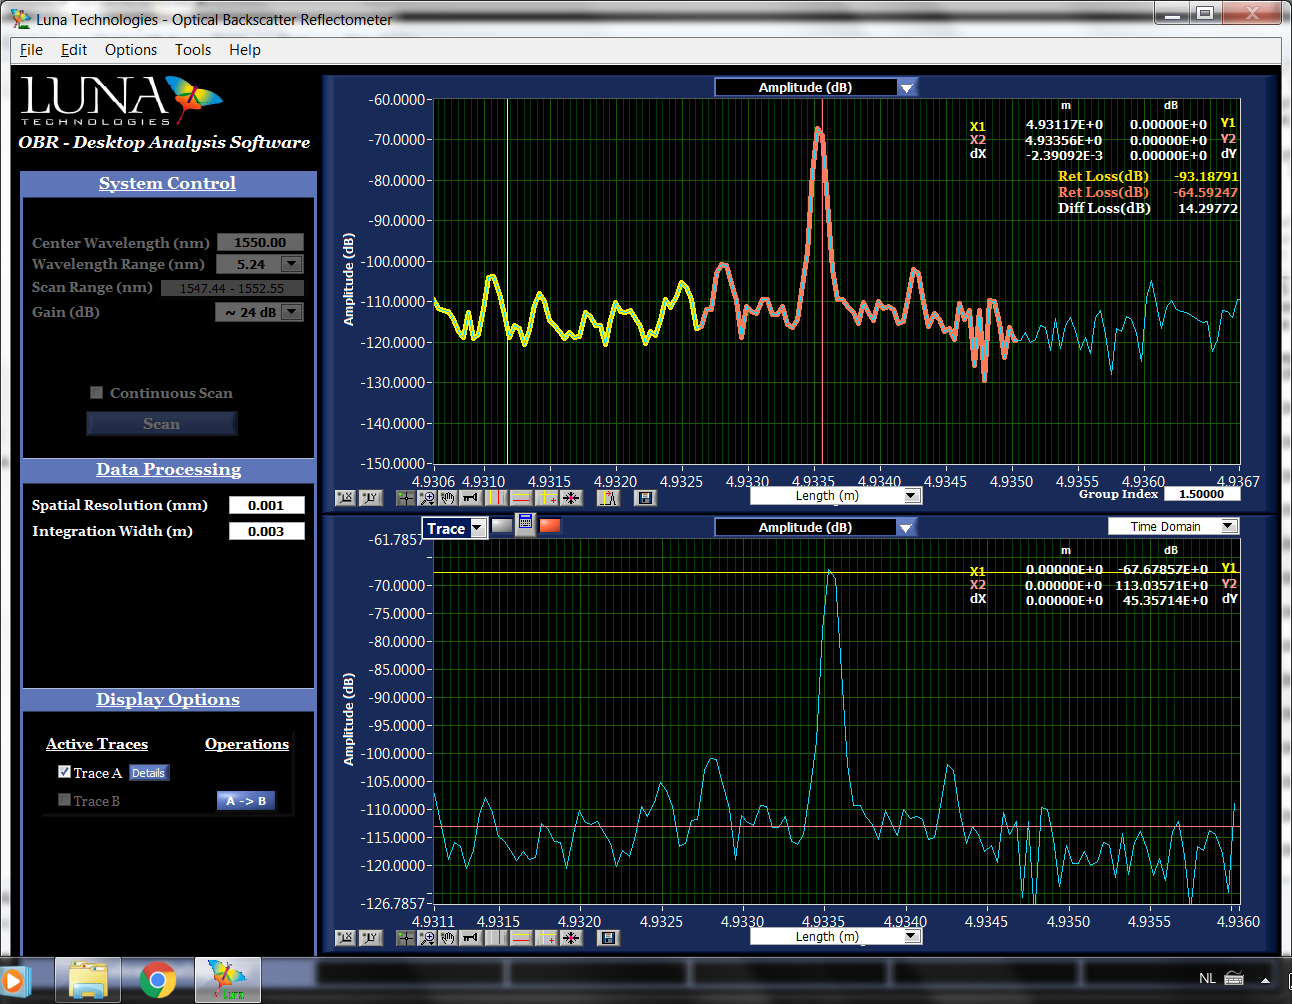 Luna Technologies - Optical Backscatter Reflectometer
File Edit Options Tools Help
LUNA
TECHNOLOGIES
OBR - Desktop Analysis Software
System Control
Center Wavelength (nm) 1550.00
Wavelength Range (nm) 5.24
Scan Range (nm) 1547.44 - 1552.55
Gain (dB) ~ 24 dB
Continuous Scan
Scan
Data Processing
Spatial Resolution (mm) 0.001
Integration Width (m) 0.003
Display Options
Active Traces Operations
Trace A Details
Trace B A -> B
Amplitude (dB)
m dB
X1 4.93117E+0 0.00000E+0 Y1
X2 4.93356E+0 0.00000E+0 Y2
dX -2.39092E-3 0.00000E+0 dY
Ret Loss(dB) -93.18791
Ret Loss(dB) -64.59247
Diff Loss(dB) 14.29772
Amplitude (dB)
-60.0000
-70.0000
-80.0000
-90.0000
-100.0000
-110.0000
-120.0000
-130.0000
-140.0000
-150.0000
4.9306 4.9310 4.9315 4.9320 4.9325 4.9330 4.9335 4.9340 4.9345 4.9350 4.9355 4.9360 4.9367
Length (m)
Group Index 1.50000
Trace
Amplitude (dB)
Time Domain
m dB
X1 0.00000E+0 -67.67857E+0 Y1
X2 0.00000E+0 113.03571E+0 Y2
dX 0.00000E+0 45.35714E+0 dY
Amplitude (dB)
-61.7857
-70.0000
-75.0000
-80.0000
-85.0000
-90.0000
-95.0000
-100.0000
-105.0000
-110.0000
-115.0000
-120.0000
-126.7857
4.9311 4.9315 4.9320 4.9325 4.9330 4.9335 4.9340 4.9345 4.9350 4.9355 4.9360
Length (m)
Luna
NL